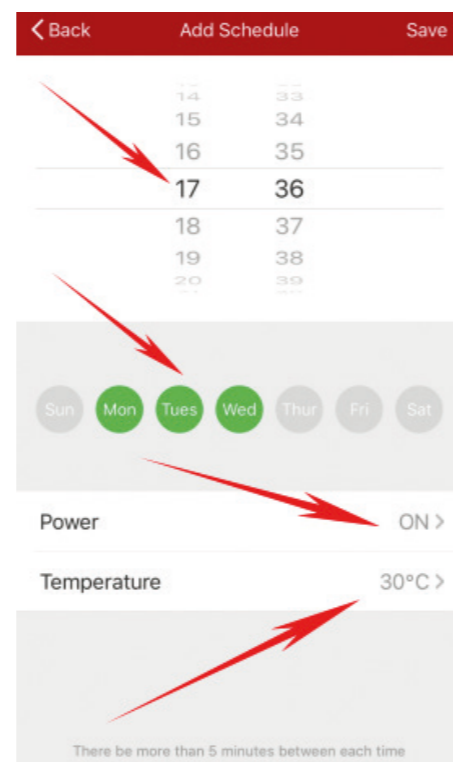 Back Add Schedule Save
14 33
15 34
16 35
17 36
18 37
19 38
20 39
Sun Mon Tues Wed Thur Fri Sat
Power ON
Temperature 30°C
There be more than 5 minutes between each time